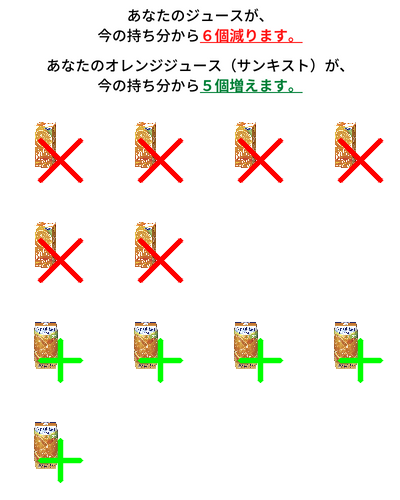 あなたのジュースが、
今の持ち分から６個減ります。
あなたのオレンジジュース（サンキスト）が、
今の持ち分から５個増えます。